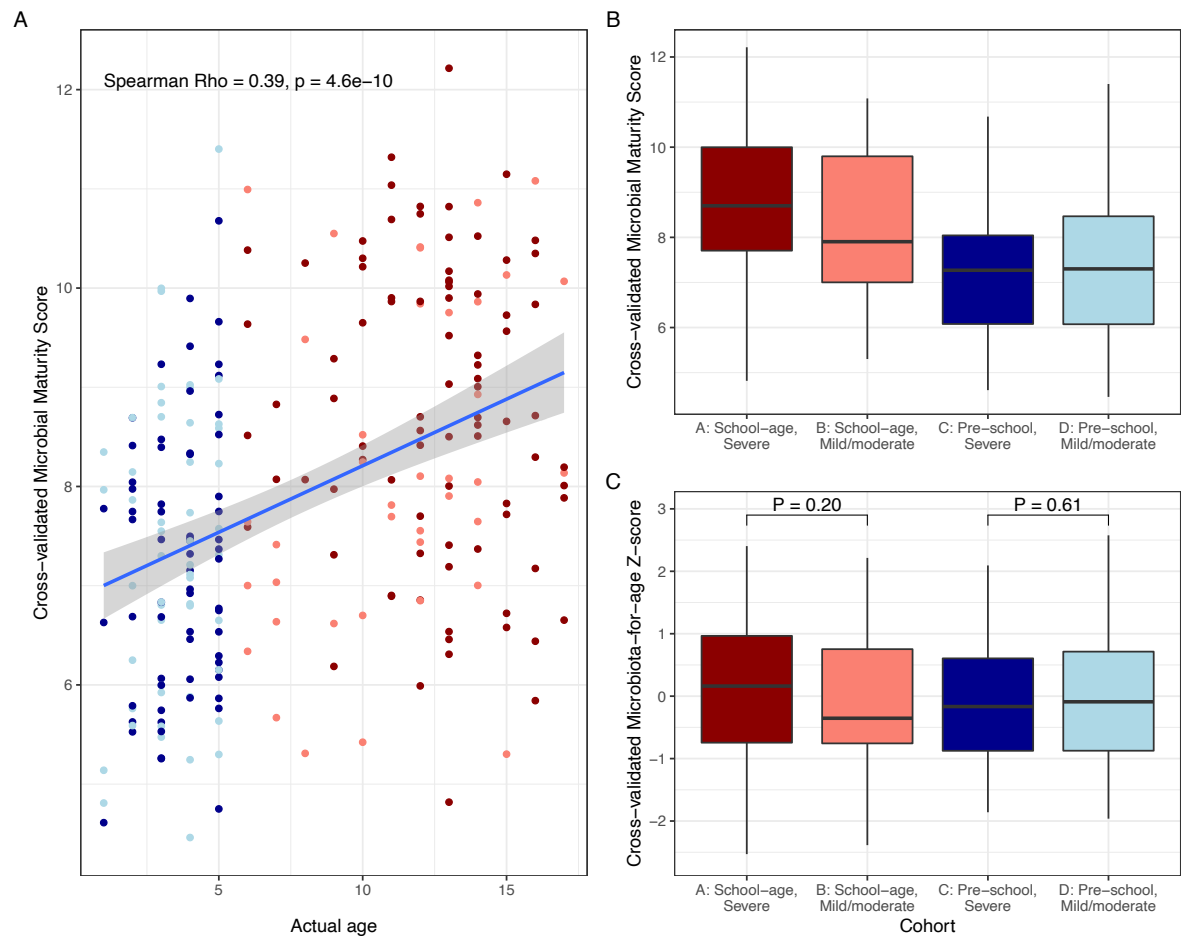 A
Spearman Rho = 0.39, p = 4.6e−10
Cross−validated Microbial Maturity Score
12
10
8
6
5
10
15
Actual age
B
Cross−validated Microbial Maturity Score
12
10
8
6
A: School−age,
Severe
B: School−age,
Mild/moderate
C: Pre−school,
Severe
D: Pre−school,
Mild/moderate
C
Cross−validated Microbiota−for−age Z−score
3
2
1
0
−1
−2
P = 0.20
P = 0.61
A: School−age,
Severe
B: School−age,
Mild/moderate
C: Pre−school,
Severe
D: Pre−school,
Mild/moderate
Cohort